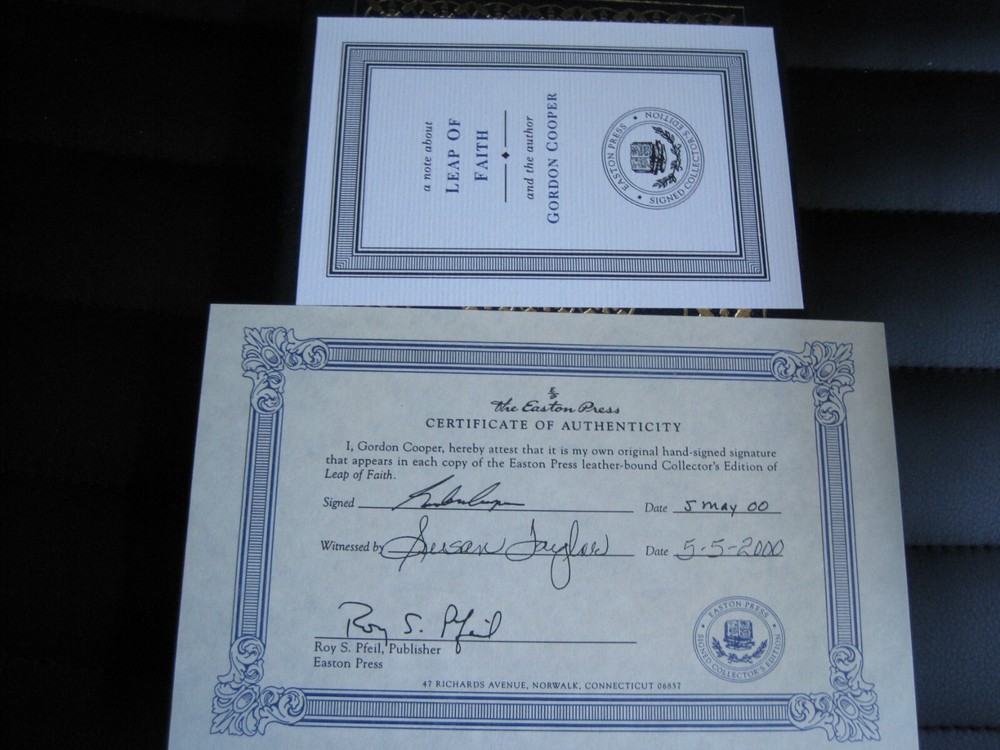 a note about
LEAP OF
FAITH
and the author
GORDON COOPER
EASTON PRESS • SIGNED COLLECTOR'S EDITION •
The Easton Press
CERTIFICATE OF AUTHENTICITY
I, Gordon Cooper, hereby attest that it is my own original hand-signed signature
that appears in each copy of the Easton Press leather-bound Collector's Edition of
Leap of Faith.
Signed Gordon Cooper Date 5 May 00
Witnessed by Susan Taylor Date 5-5-2000
Roy S. Pfeil
Roy S. Pfeil, Publisher
Easton Press
EASTON PRESS • SIGNED COLLECTOR'S EDITION •
47 RICHARDS AVENUE, NORWALK, CONNECTICUT 06857